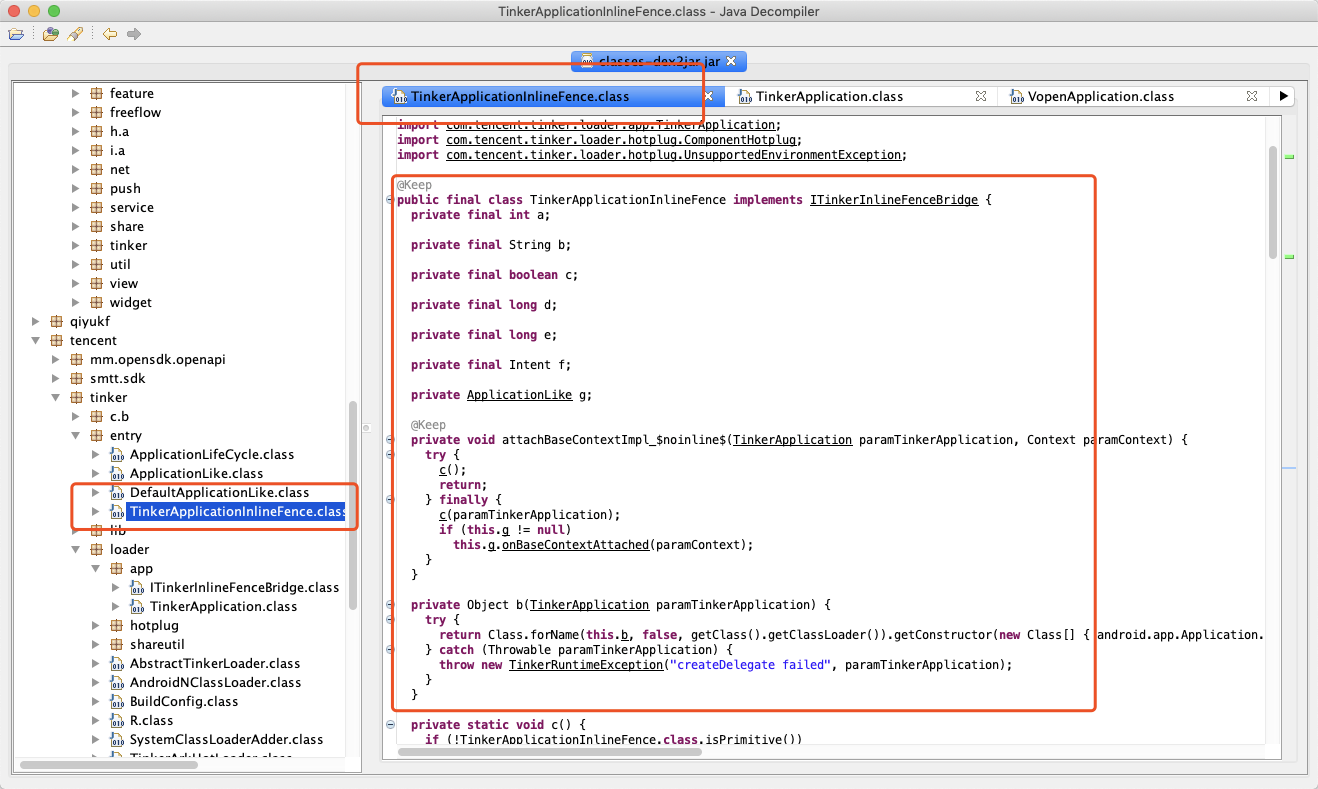 TinkerApplicationInlineFence.class - Java Decompiler
classes-dex2jar.jar
TinkerApplicationInlineFence.class
TinkerApplication.class
VopenApplication.class
feature
freeflow
h.a
i.a
net
push
service
share
tinker
util
view
widget
qiyukf
tencent
mm.opensdk.openapi
smtt.sdk
tinker
c.b
entry
ApplicationLifeCycle.class
ApplicationLike.class
DefaultApplicationLike.class
TinkerApplicationInlineFence.class
lib
loader
app
ITinkerInlineFenceBridge.class
TinkerApplication.class
hotplug
shareutil
AbstractTinkerLoader.class
AndroidNClassLoader.class
BuildConfig.class
R.class
SystemClassLoaderAdder.class
TinkerArkHotLoader.class
import com.tencent.tinker.loader.app.TinkerApplication;
import com.tencent.tinker.loader.hotplug.ComponentHotplug;
import com.tencent.tinker.loader.hotplug.UnsupportedEnvironmentException;
@Keep
public final class TinkerApplicationInlineFence implements ITinkerInlineFenceBridge {
private final int a;
private final String b;
private final boolean c;
private final long d;
private final long e;
private final Intent f;
private ApplicationLike g;
@Keep
private void attachBaseContextImpl_$noinline$(TinkerApplication paramTinkerApplication, Context paramContext) {
try {
c();
return;
} finally {
c(paramTinkerApplication);
if (this.g != null)
this.g.onBaseContextAttached(paramContext);
}
}
private Object b(TinkerApplication paramTinkerApplication) {
try {
return Class.forName(this.b, false, getClass().getClassLoader()).getConstructor(new Class[] { android.app.Application.
} catch (Throwable paramTinkerApplication) {
throw new TinkerRuntimeException("createDelegate failed", paramTinkerApplication);
}
}
private static void c() {
if (!TinkerApplicationInlineFence.class.isPrimitive())